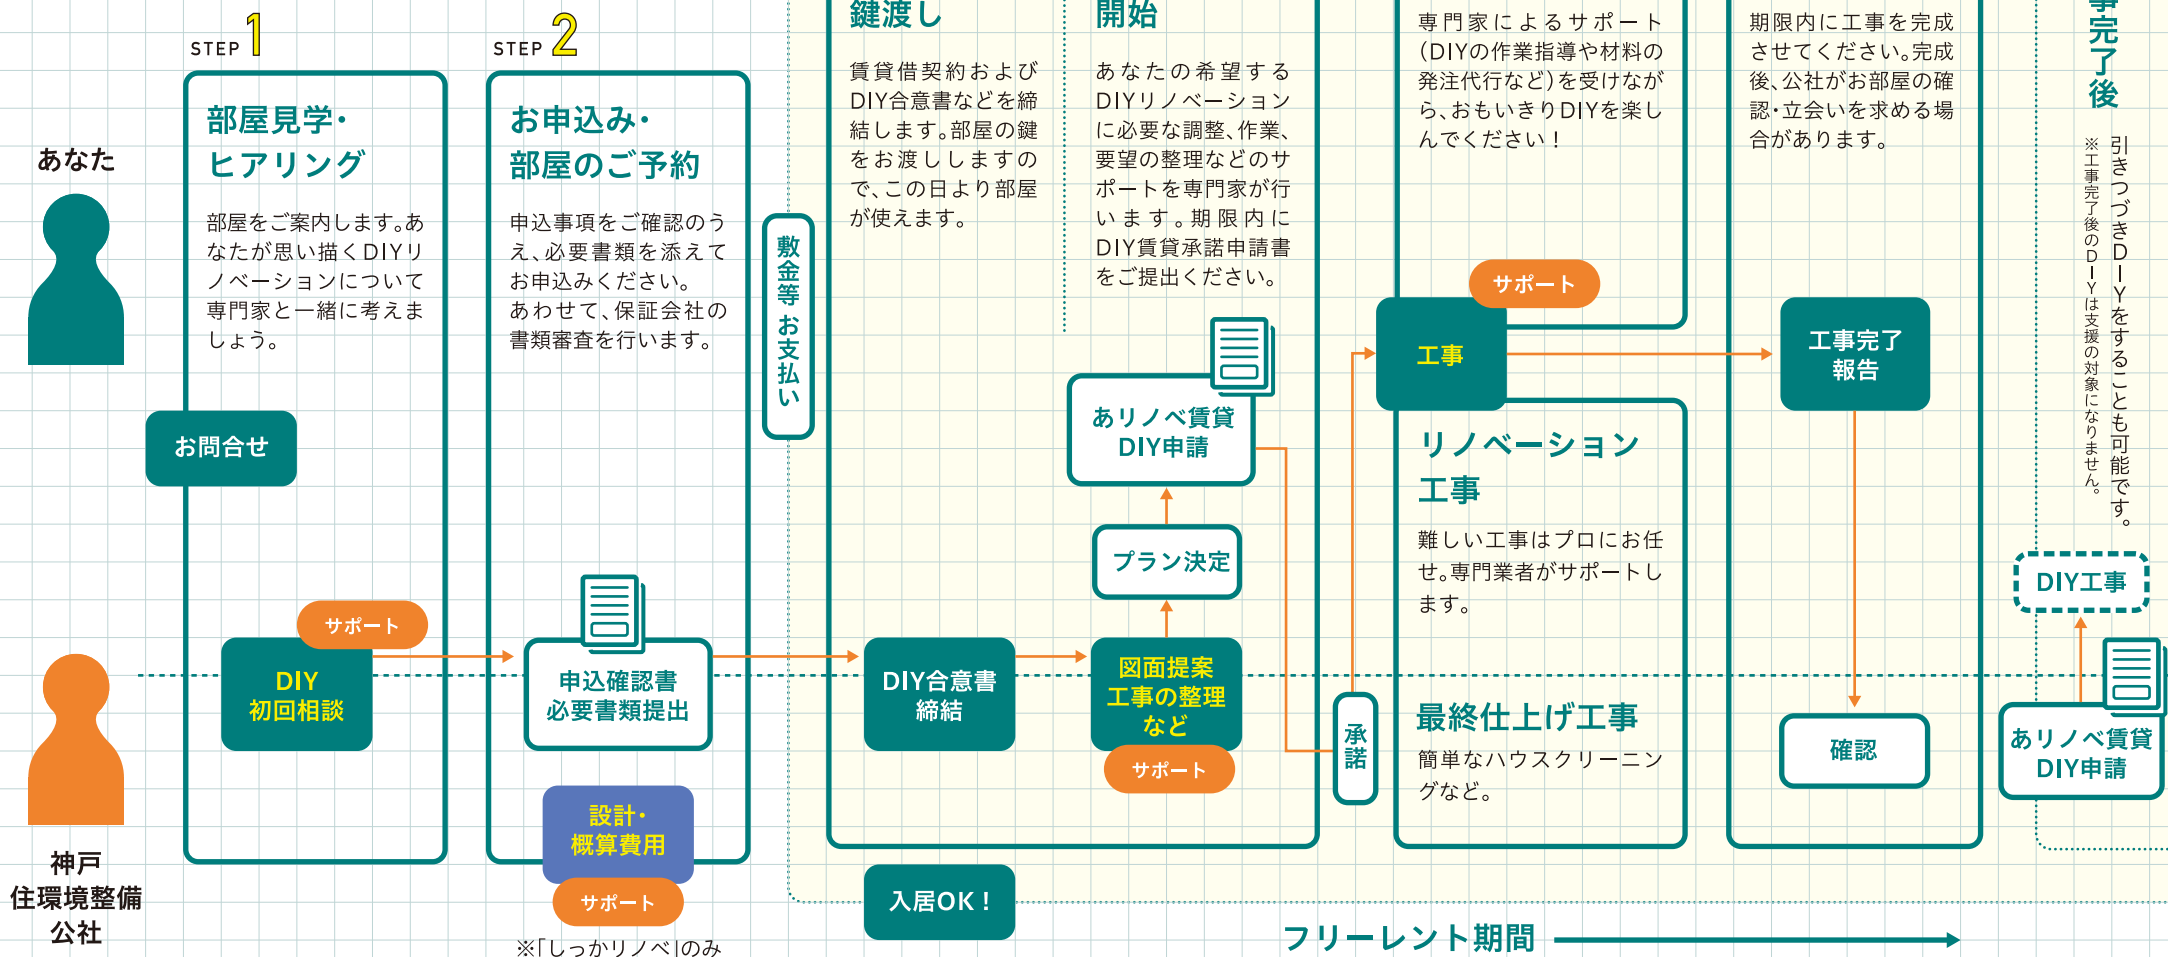 あなた
神戸
住環境整備
公社
STEP 1
部屋見学・
ヒアリング
部屋をご案内します。あ
なたが思い描くDIYリ
ノベーションについて
専門家と一緒に考えま
しょう。
お問合せ
サポート
DIY
初回相談
STEP 2
お申込み・
部屋のご予約
申込事項をご確認のう
え、必要書類を添えて
お申込みください。
あわせて、保証会社の
書類審査を行います。
申込確認書
必要書類提出
設計・
概算費用
サポート
※「しっかリノベ」のみ
敷金等 お支払い
鍵渡し
賃貸借契約および
DIY合意書などを締
結します。部屋の鍵
をお渡ししますの
で、この日より部屋
が使えます。
DIY合意書
締結
入居OK！
開始
あなたの希望する
DIYリノベーション
に必要な調整、作業、
要望の整理などのサ
ポートを専門家が行
います。期限内に
DIY賃貸承諾申請書
をご提出ください。
ありノベ賃貸
DIY申請
プラン決定
図面提案
工事の整理
など
サポート
承諾
専門家によるサポート
（DIYの作業指導や材料の
発注代行など）を受けなが
ら、おもいきりDIYを楽し
んでください！
サポート
工事
リノベーション
工事
難しい工事はプロにお任
せ。専門業者がサポートし
ます。
最終仕上げ工事
簡単なハウスクリーニン
グなど。
期限内に工事を完成
させてください。完成
後、公社がお部屋の確
認・立会いを求める場
合があります。
工事完了
報告
確認
事完了後
引きつづきDIYをすることも可能です。
※工事完了後のDIYは支援の対象になりません。
DIY工事
ありノベ賃貸
DIY申請
フリーレント期間